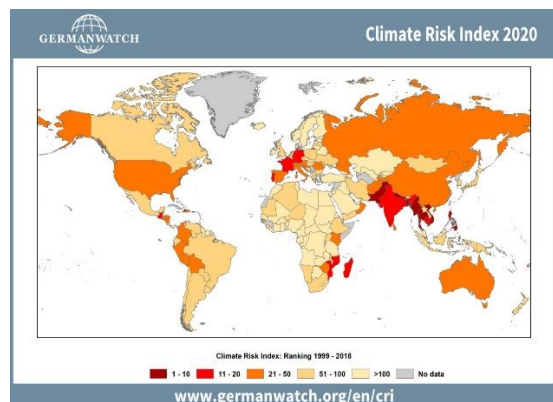 GERMANWATCH
Climate Risk Index 2020
Climate Risk Index: Ranking 1999 - 2018
1 - 10
11 - 20
21 - 50
51 - 100
>100
No data
www.germanwatch.org/en/cri